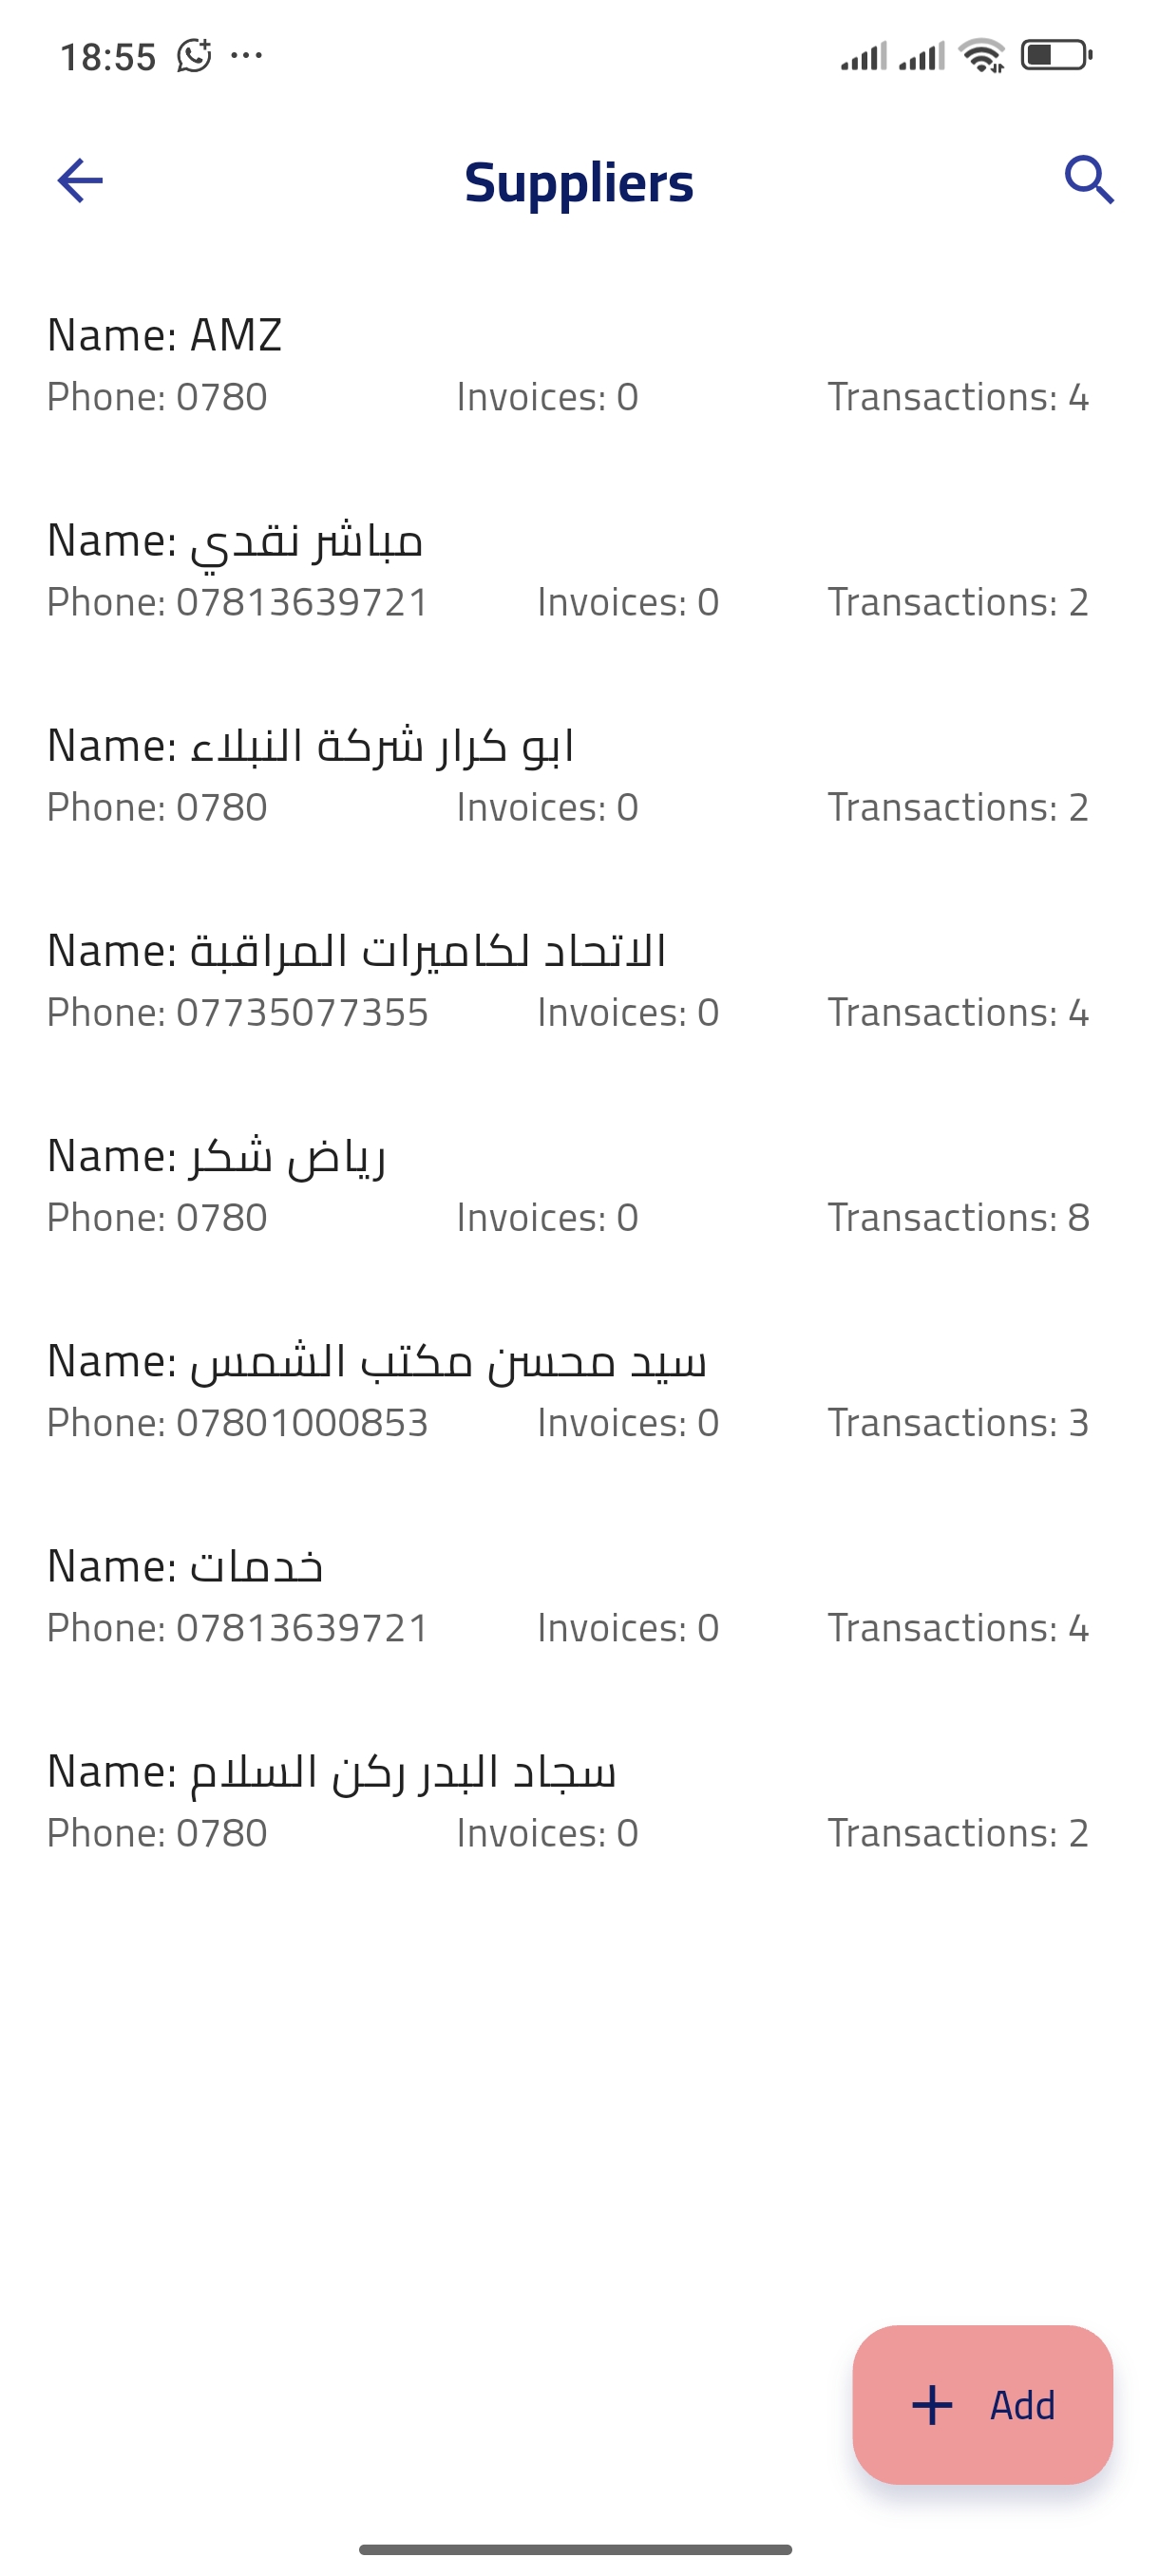 18:55
Suppliers
Name: AMZ
Phone: 0780 Invoices: 0 Transactions: 4
Name: مباشر نقدي
Phone: 07813639721 Invoices: 0 Transactions: 2
Name: ابو كرار شركة النبلاء
Phone: 0780 Invoices: 0 Transactions: 2
Name: الاتحاد لكاميرات المراقبة
Phone: 07735077355 Invoices: 0 Transactions: 4
Name: رياض شكر
Phone: 0780 Invoices: 0 Transactions: 8
Name: سيد محسن مكتب الشمس
Phone: 07801000853 Invoices: 0 Transactions: 3
Name: خدمات
Phone: 07813639721 Invoices: 0 Transactions: 4
Name: سجاد البدر ركن السلام
Phone: 0780 Invoices: 0 Transactions: 2
Add